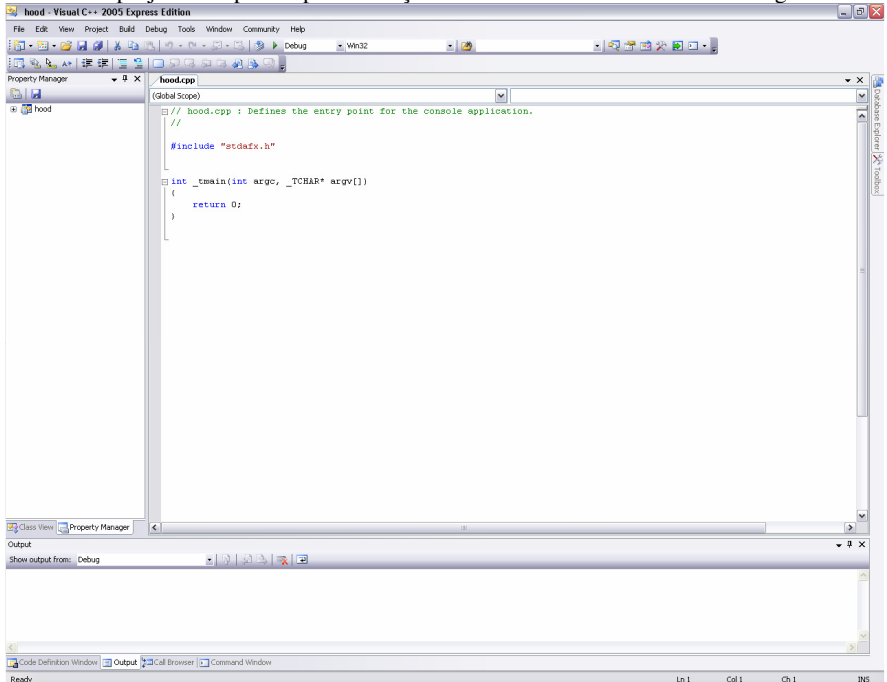 hood - Visual C++ 2005 Express Edition
File Edit View Project Build Debug Tools Window Community Help
Debug Win32
Property Manager
hood.cpp
(Global Scope)
hood
// hood.cpp : Defines the entry point for the console application.
//
#include "stdafx.h"
int _tmain(int argc, _TCHAR* argv[])
{
return 0;
}
Database Explorer
Toolbox
Class View Property Manager
Output
Show output from: Debug
Code Definition Window Output Call Browser Command Window
Ready Ln 1 Col 1 Ch 1 INS